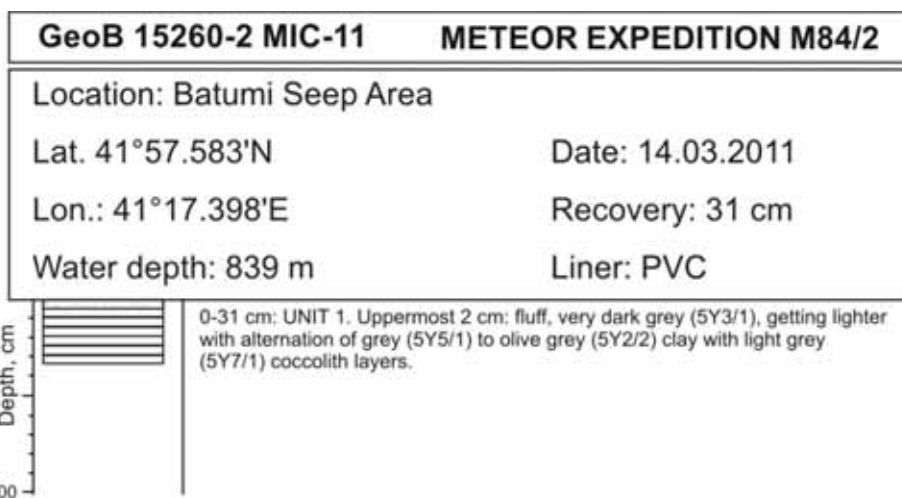 GeoB 15260-2 MIC-11 METEOR EXPEDITION M84/2
Location: Batumi Seep Area
Lat. 41°57.583'N Date: 14.03.2011
Lon.: 41°17.398'E Recovery: 31 cm
Water depth: 839 m Liner: PVC
0-31 cm: UNIT 1. Uppermost 2 cm: fluff, very dark grey (5Y3/1), getting lighter
with alternation of grey (5Y5/1) to olive grey (5Y2/2) clay with light grey
(5Y7/1) coccolith layers.
Depth, cm